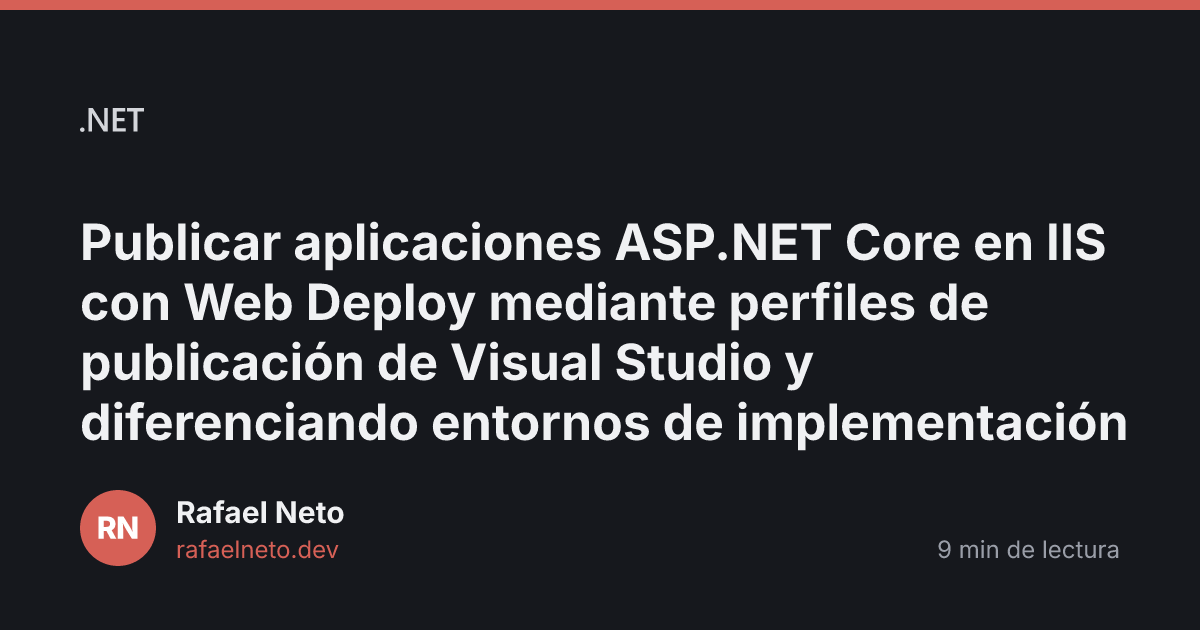 .NET
Publicar aplicaciones ASP.NET Core en IIS
con Web Deploy mediante perfiles de
publicación de Visual Studio y
diferenciando entornos de implementación
RN
Rafael Neto
rafaelneto.dev
9 min de lectura